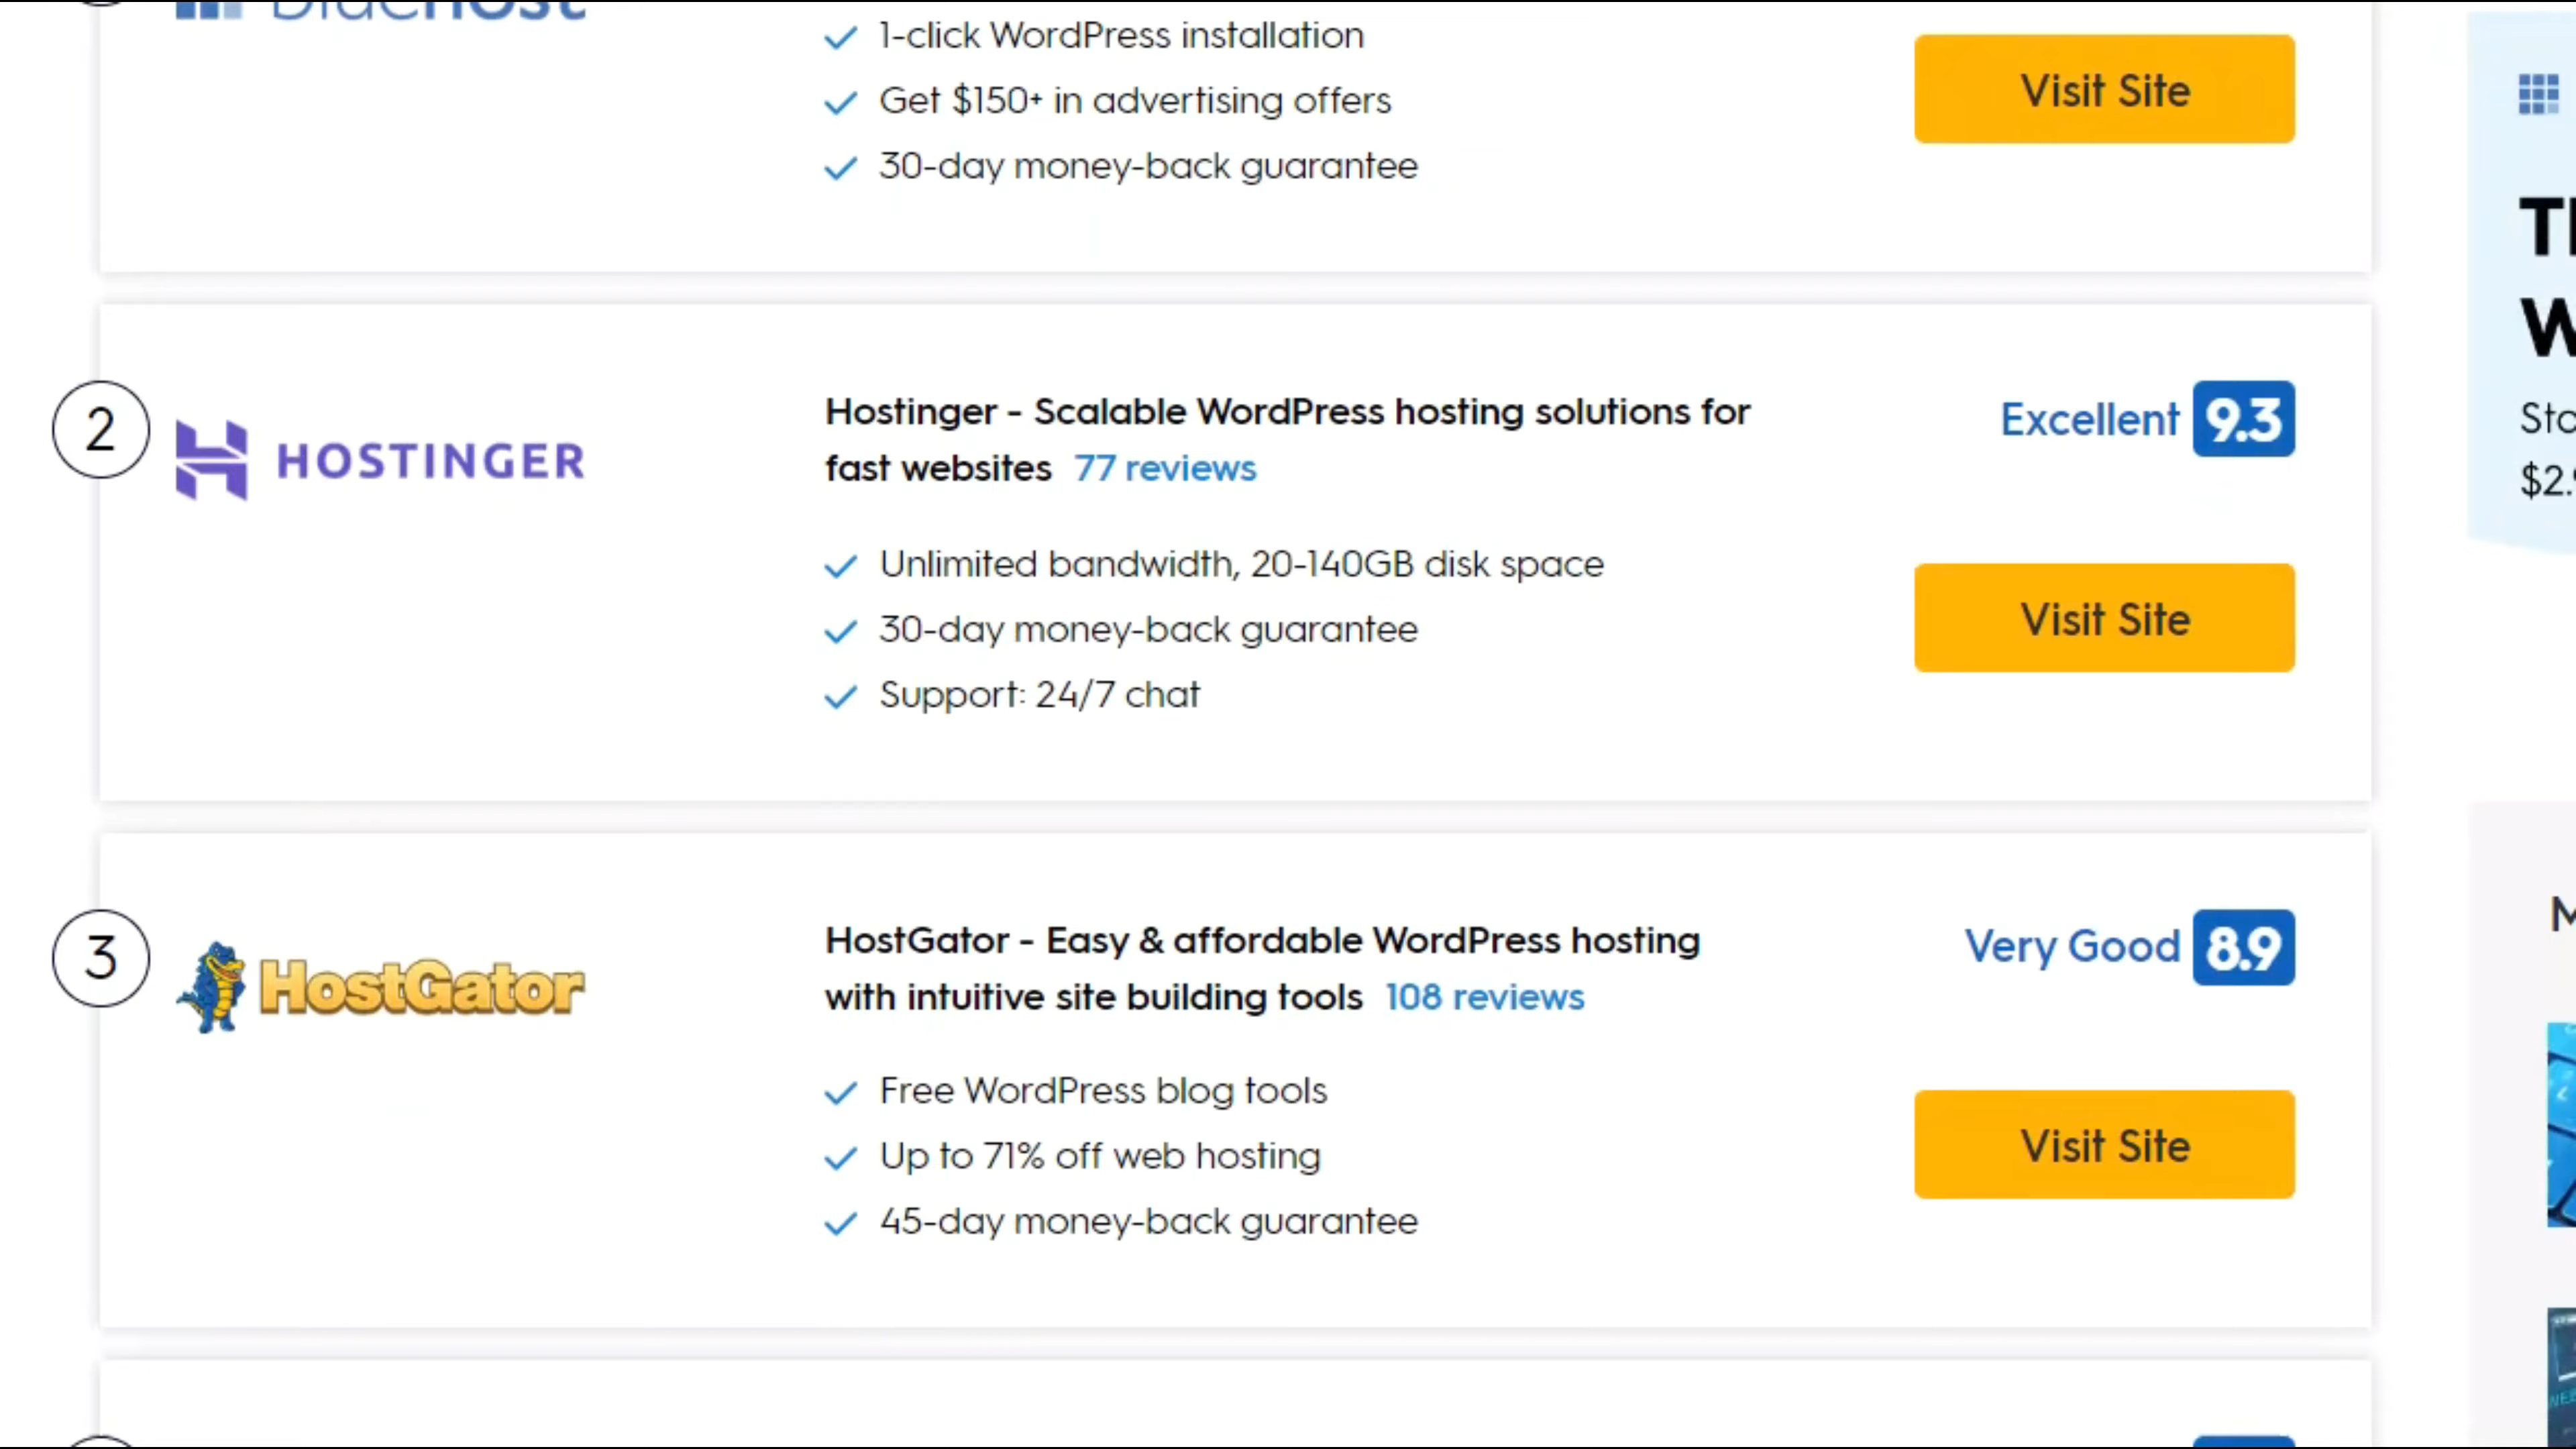 bluehost
1-click WordPress installation
Get $150+ in advertising offers
30-day money-back guarantee
Visit Site
2
HOSTINGER
Hostinger - Scalable WordPress hosting solutions for
fast websites 77 reviews
Excellent 9.3
Unlimited bandwidth, 20-140GB disk space
30-day money-back guarantee
Support: 24/7 chat
Visit Site
3
HostGator
HostGator - Easy & affordable WordPress hosting
with intuitive site building tools 108 reviews
Very Good 8.9
Free WordPress blog tools
Up to 71% off web hosting
45-day money-back guarantee
Visit Site